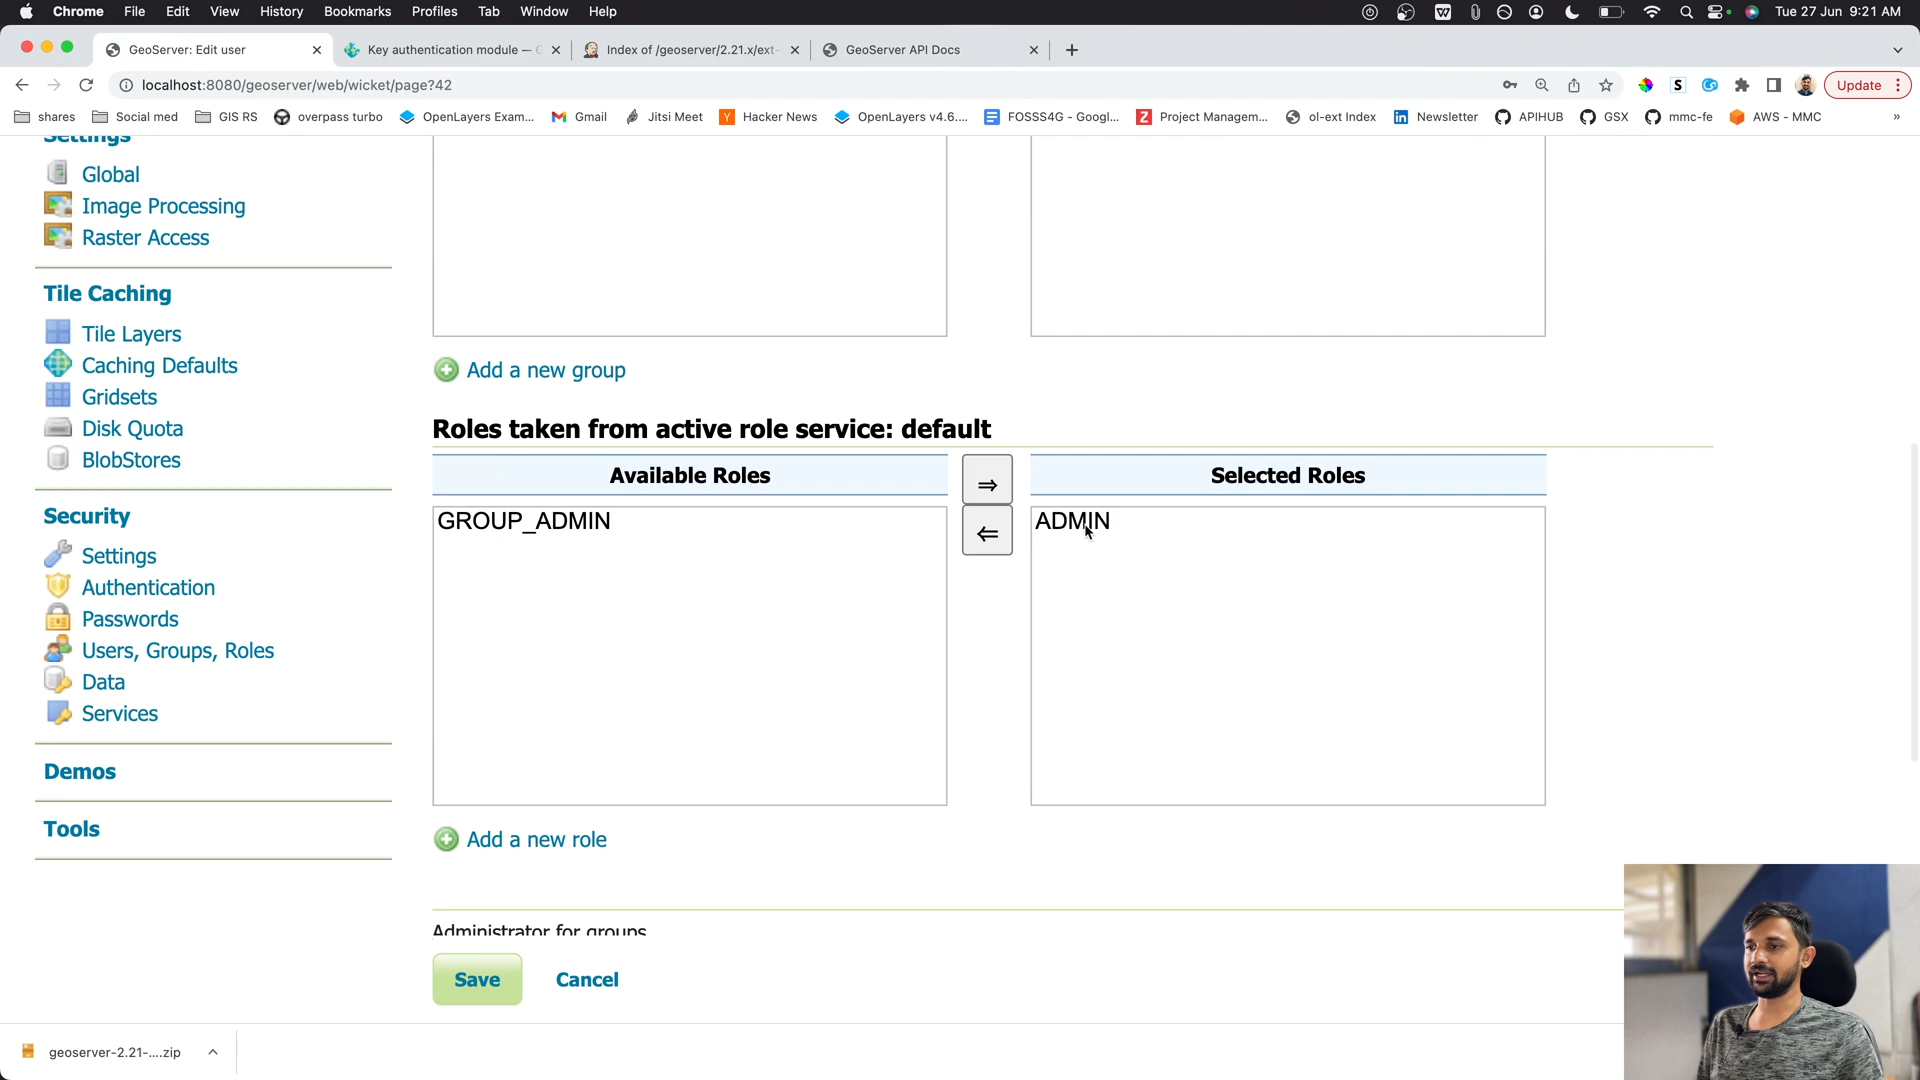 Chrome File Edit View History Bookmarks Profiles Tab Window Help Tue 27 Jun 9:21 AM
GeoServer: Edit user Key authentication module — Index of /geoserver/2.21.x/ext- GeoServer API Docs
localhost:8080/geoserver/web/wicket/page?42 Update
shares Social med GIS RS overpass turbo OpenLayers Exam... Gmail Jitsi Meet Hacker News OpenLayers v4.6.... FOSSS4G - Googl... Project Managem... ol-ext Index Newsletter APIHUB GSX mmc-fe AWS - MMC »
Settings
Global
Image Processing
Raster Access
Tile Caching
Tile Layers
Caching Defaults
Gridsets
Disk Quota
BlobStores
Security
Settings
Authentication
Passwords
Users, Groups, Roles
Data
Services
Demos
Tools
Add a new group
Roles taken from active role service: default
Available Roles ⇒ Selected Roles
GROUP_ADMIN ⇐ ADMIN
Add a new role
Administrator for groups
Save Cancel
geoserver-2.21-....zip